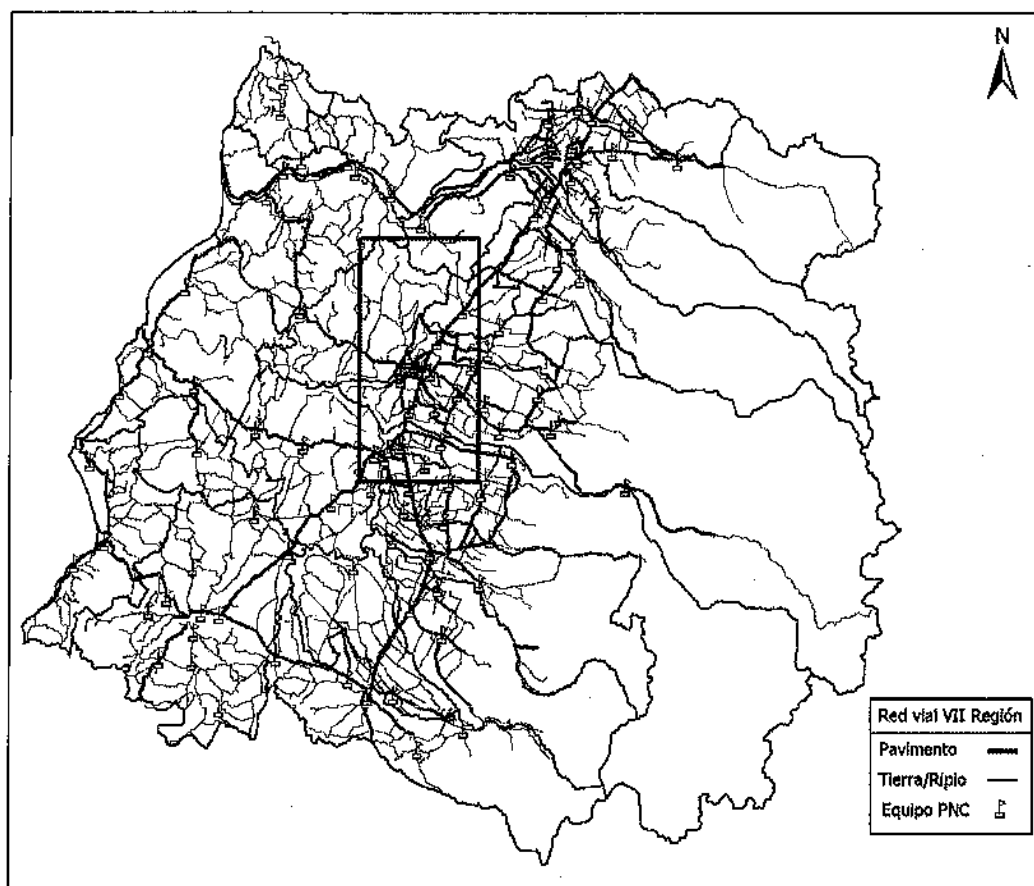 N
Red vial VII Región
Pavimento
Tierra/Ripio
Equipo PNC